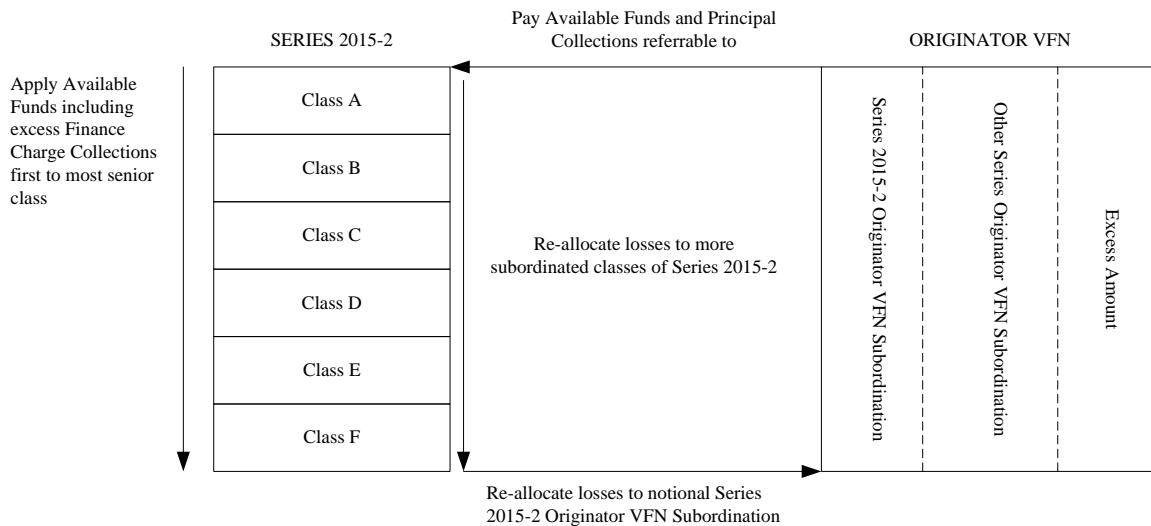 Pay Available Funds and Principal
Collections referrable to
SERIES 2015-2
ORIGINATOR VFN
Apply Available
Funds including
excess Finance
Charge Collections
first to most senior
class
Class A
Class B
Class C
Class D
Class E
Class F
Re-allocate losses to more
subordinated classes of Series 2015-2
Series 2015-2 Originator VFN Subordination
Other Series Originator VFN Subordination
Excess Amount
Re-allocate losses to notional Series
2015-2 Originator VFN Subordination